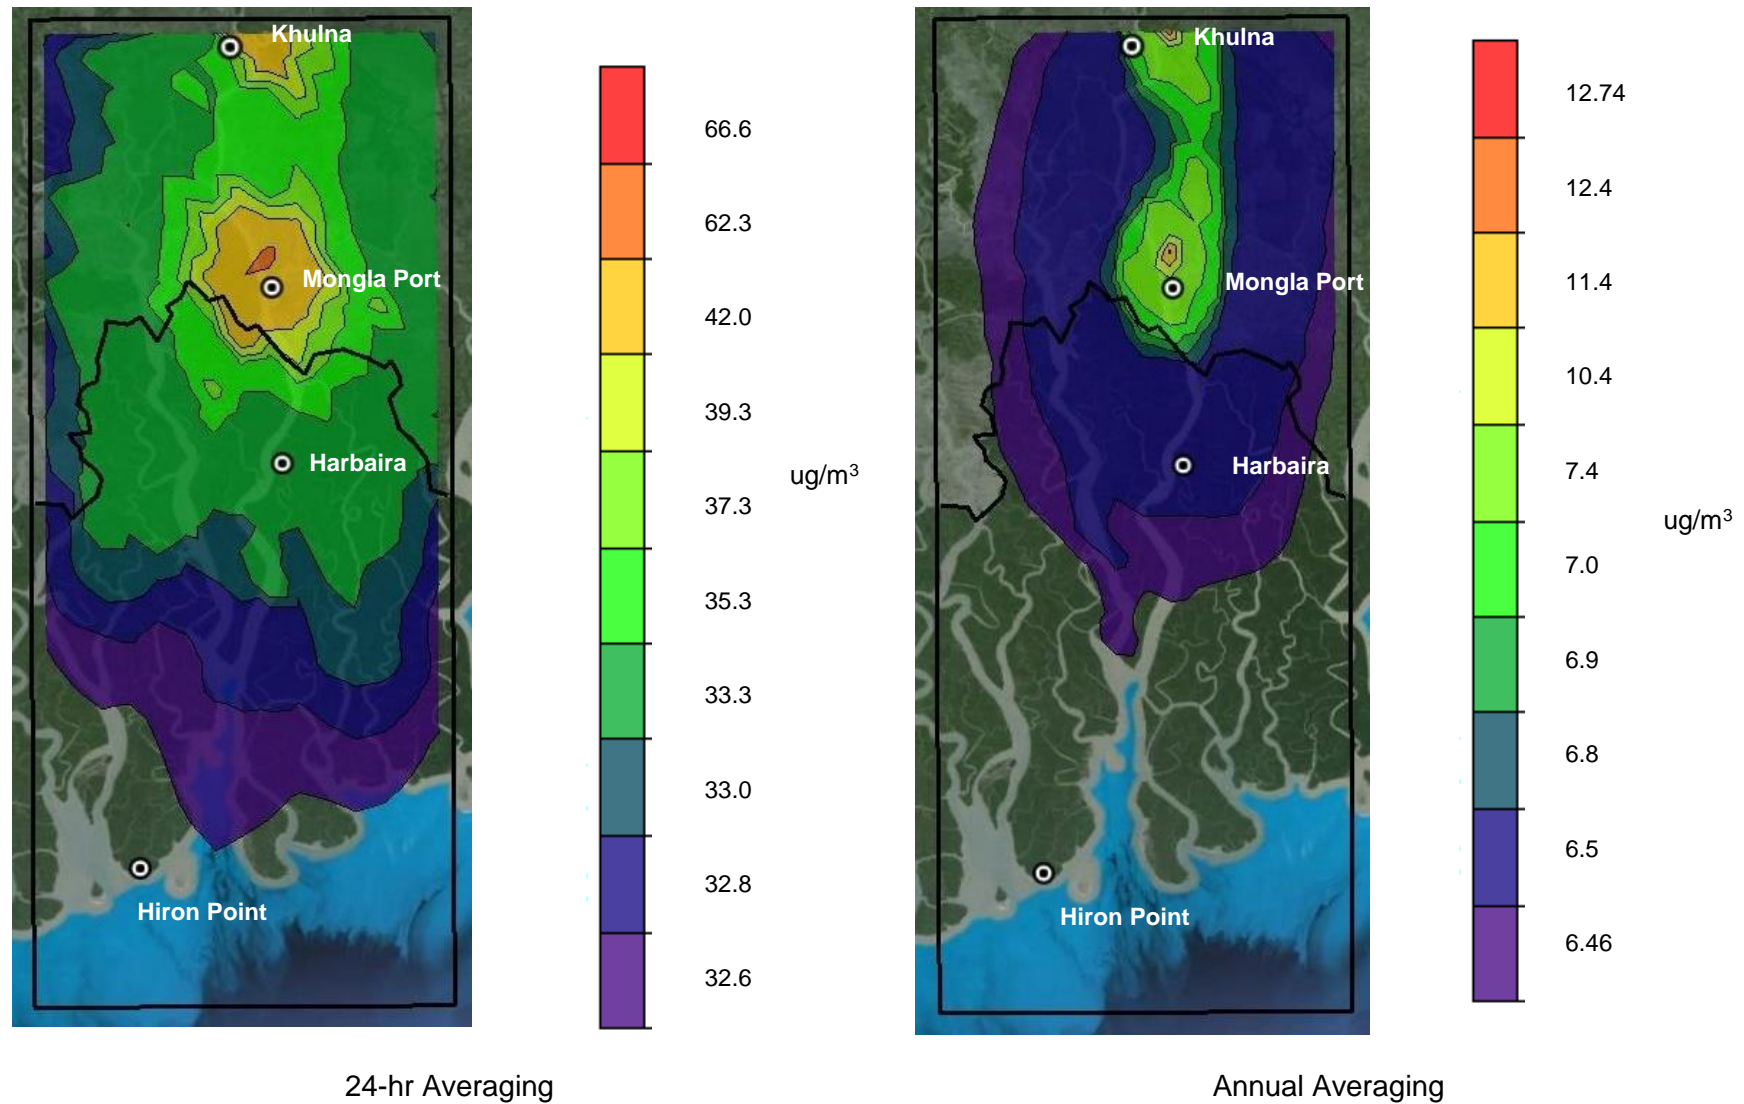 Khulna
Mongla Port
Harbaira
Hiron Point
66.6
62.3
42.0
39.3
37.3
35.3
33.3
33.0
32.8
32.6
ug/m³
24-hr Averaging
Khulna
Mongla Port
Harbaira
Hiron Point
12.74
12.4
11.4
10.4
7.4
7.0
6.9
6.8
6.5
6.46
ug/m³
Annual Averaging